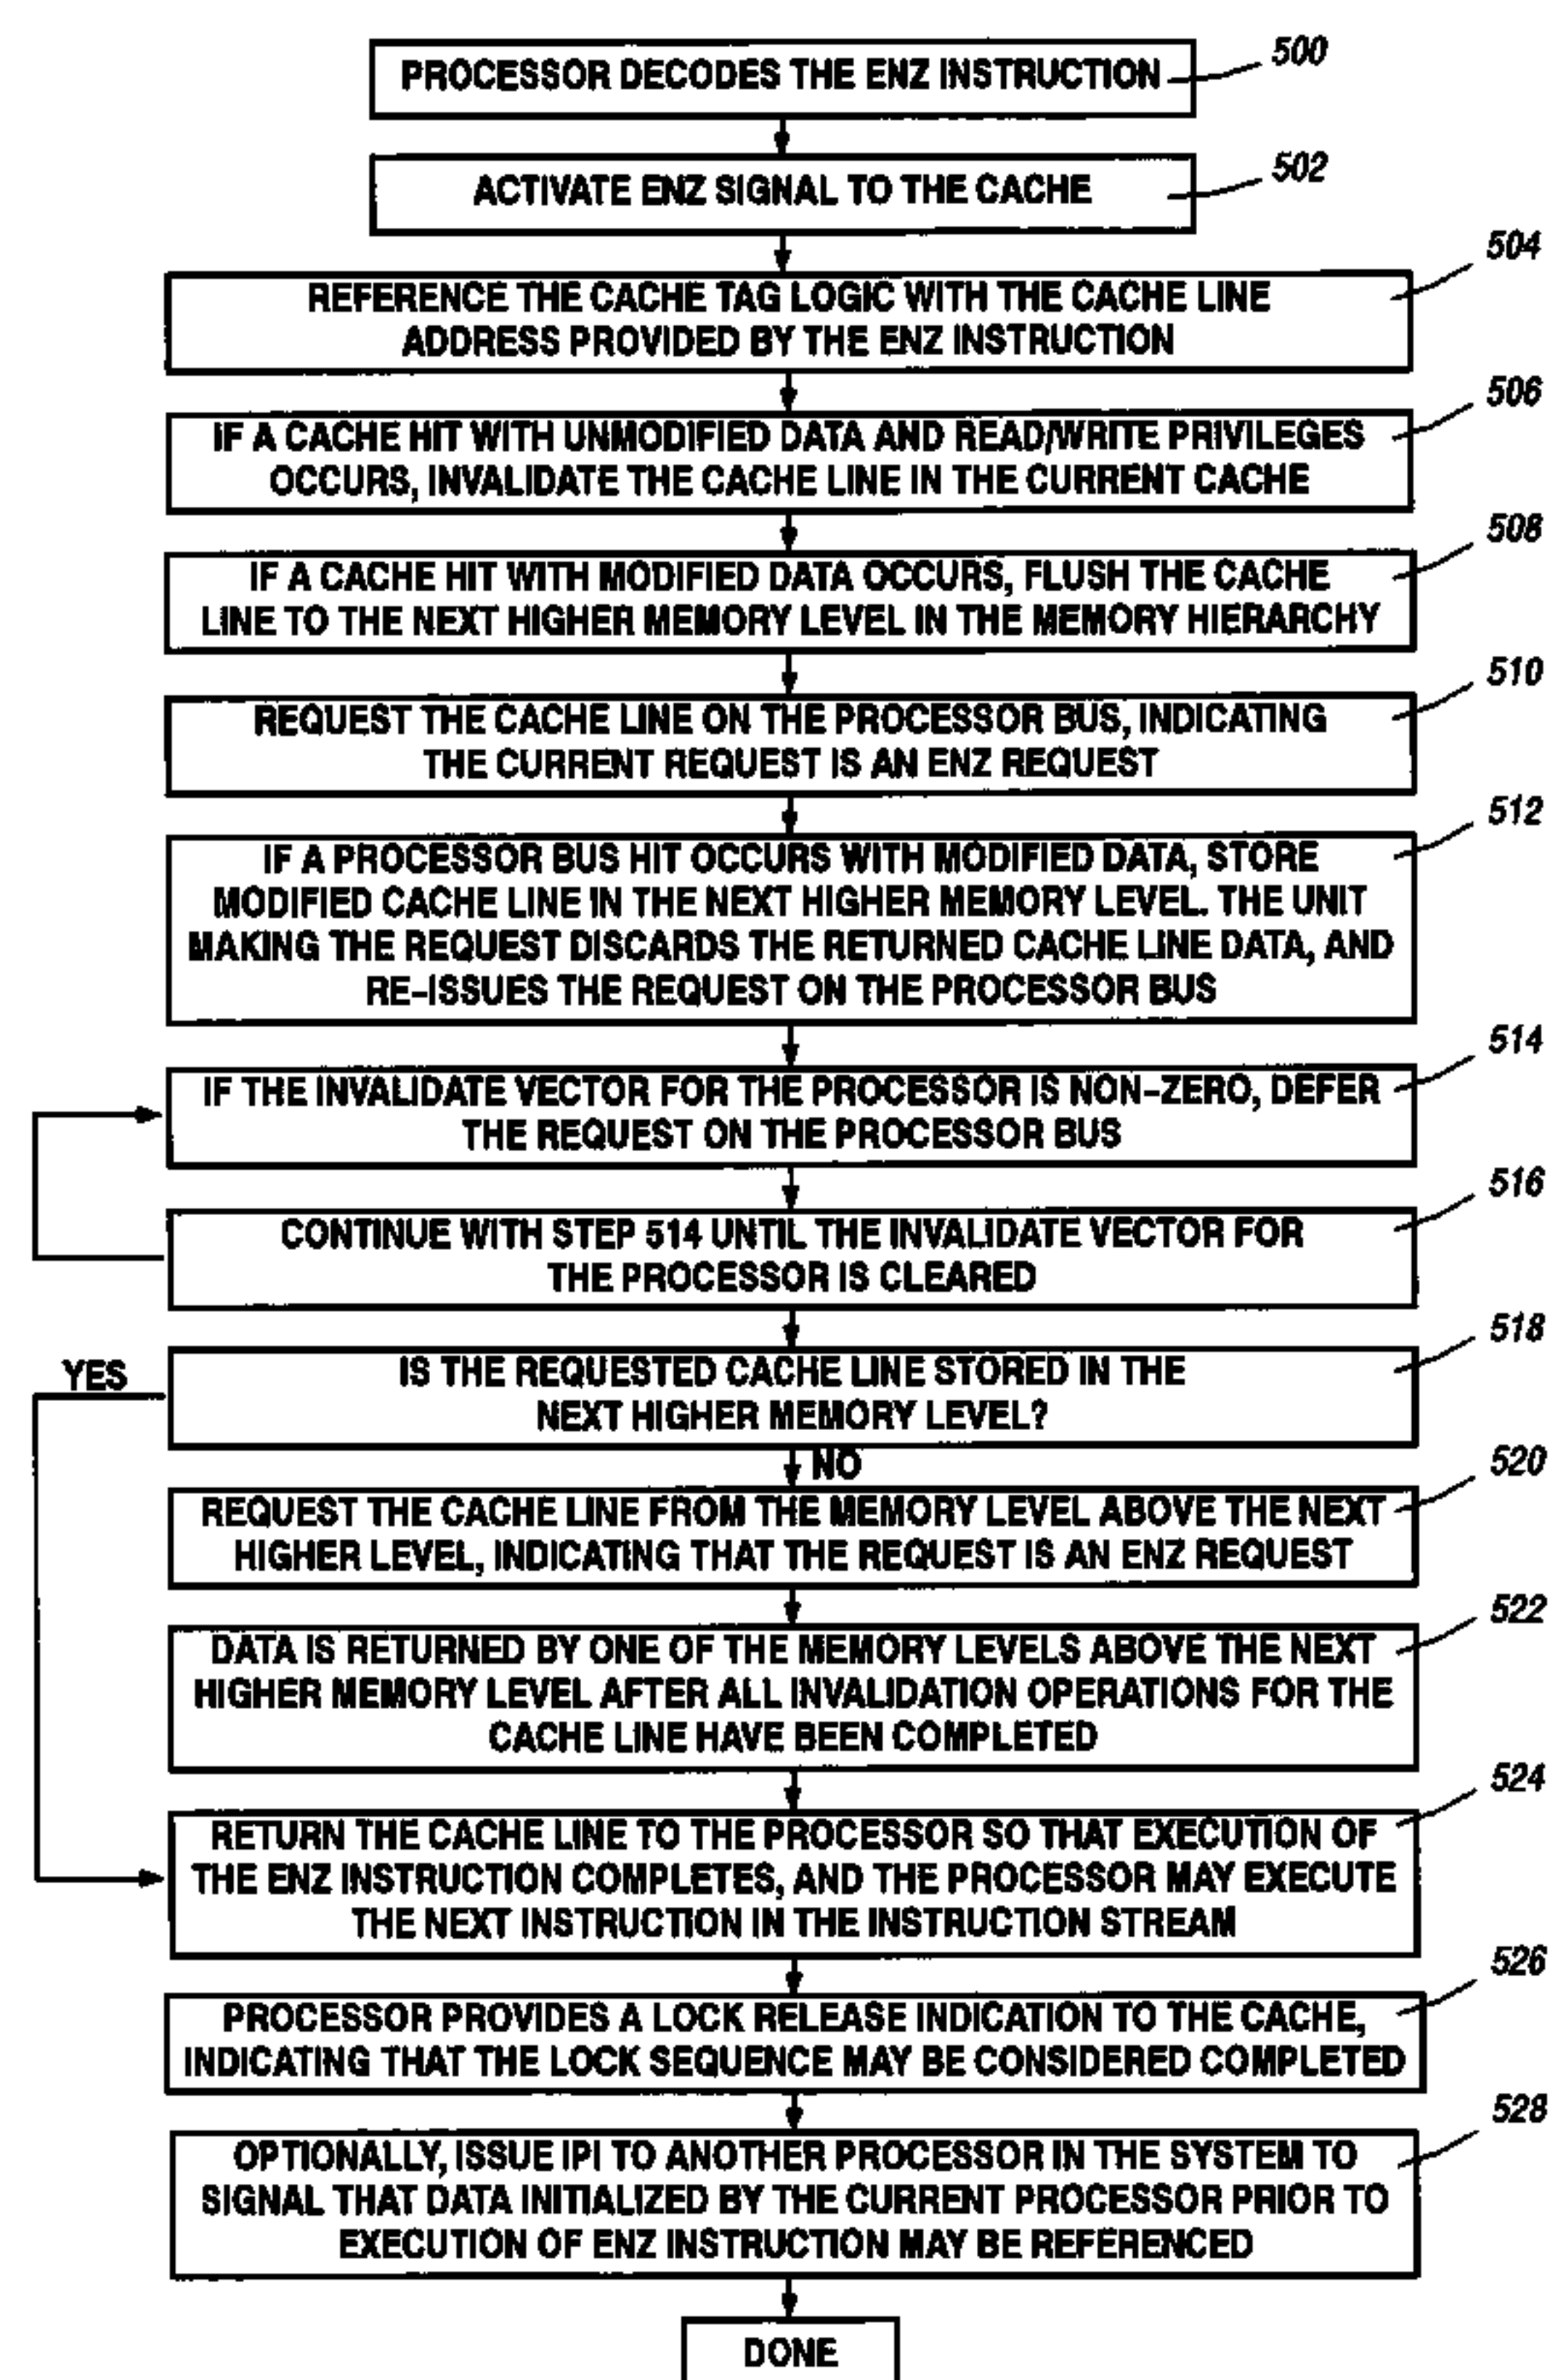 PROCESSOR DECODES THE ENZ INSTRUCTION
500
ACTIVATE ENZ SIGNAL TO THE CACHE
502
REFERENCE THE CACHE TAG LOGIC WITH THE CACHE LINE
ADDRESS PROVIDED BY THE ENZ INSTRUCTION
504
IF A CACHE HIT WITH UNMODIFIED DATA AND READ/WRITE PRIVILEGES
OCCURS, INVALIDATE THE CACHE LINE IN THE CURRENT CACHE
506
IF A CACHE HIT WITH MODIFIED DATA OCCURS, FLUSH THE CACHE
LINE TO THE NEXT HIGHER MEMORY LEVEL IN THE MEMORY HIERARCHY
508
REQUEST THE CACHE LINE ON THE PROCESSOR BUS, INDICATING
THE CURRENT REQUEST IS AN ENZ REQUEST
510
IF A PROCESSOR BUS HIT OCCURS WITH MODIFIED DATA, STORE
MODIFIED CACHE LINE IN THE NEXT HIGHER MEMORY LEVEL. THE UNIT
MAKING THE REQUEST DISCARDS THE RETURNED CACHE LINE DATA, AND
RE-ISSUES THE REQUEST ON THE PROCESSOR BUS
512
IF THE INVALIDATE VECTOR FOR THE PROCESSOR IS NON-ZERO, DEFER
THE REQUEST ON THE PROCESSOR BUS
514
CONTINUE WITH STEP 514 UNTIL THE INVALIDATE VECTOR FOR
THE PROCESSOR IS CLEARED
516
YES
IS THE REQUESTED CACHE LINE STORED IN THE
NEXT HIGHER MEMORY LEVEL?
518
NO
REQUEST THE CACHE LINE FROM THE MEMORY LEVEL ABOVE THE NEXT
HIGHER LEVEL, INDICATING THAT THE REQUEST IS AN ENZ REQUEST
520
DATA IS RETURNED BY ONE OF THE MEMORY LEVELS ABOVE THE NEXT
HIGHER MEMORY LEVEL AFTER ALL INVALIDATION OPERATIONS FOR THE
CACHE LINE HAVE BEEN COMPLETED
522
RETURN THE CACHE LINE TO THE PROCESSOR SO THAT EXECUTION OF
THE ENZ INSTRUCTION COMPLETES, AND THE PROCESSOR MAY EXECUTE
THE NEXT INSTRUCTION IN THE INSTRUCTION STREAM
524
PROCESSOR PROVIDES A LOCK RELEASE INDICATION TO THE CACHE,
INDICATING THAT THE LOCK SEQUENCE MAY BE CONSIDERED COMPLETED
526
OPTIONALLY, ISSUE IPI TO ANOTHER PROCESSOR IN THE SYSTEM TO
SIGNAL THAT DATA INITIALIZED BY THE CURRENT PROCESSOR PRIOR TO
EXECUTION OF ENZ INSTRUCTION MAY BE REFERENCED
528
DONE